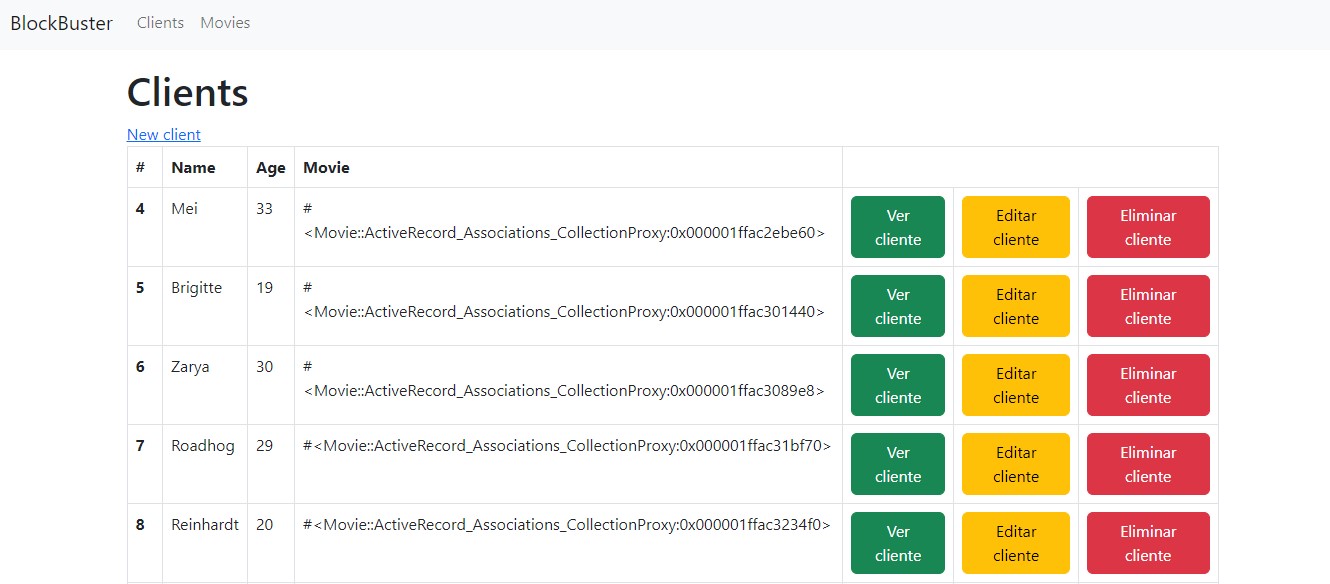 BlockBuster Clients Movies
Clients
New client
# Name Age Movie
4 Mei 33 #
<Movie::ActiveRecord_Associations_CollectionProxy:0x000001ffac2ebe60>
Ver
cliente
Editar
cliente
Eliminar
cliente
5 Brigitte 19 #
<Movie::ActiveRecord_Associations_CollectionProxy:0x000001ffac301440>
Ver
cliente
Editar
cliente
Eliminar
cliente
6 Zarya 30 #
<Movie::ActiveRecord_Associations_CollectionProxy:0x000001ffac3089e8>
Ver
cliente
Editar
cliente
Eliminar
cliente
7 Roadhog 29 #<Movie::ActiveRecord_Associations_CollectionProxy:0x000001ffac31bf70>
Ver
cliente
Editar
cliente
Eliminar
cliente
8 Reinhardt 20 #<Movie::ActiveRecord_Associations_CollectionProxy:0x000001ffac3234f0>
Ver
cliente
Editar
cliente
Eliminar
cliente